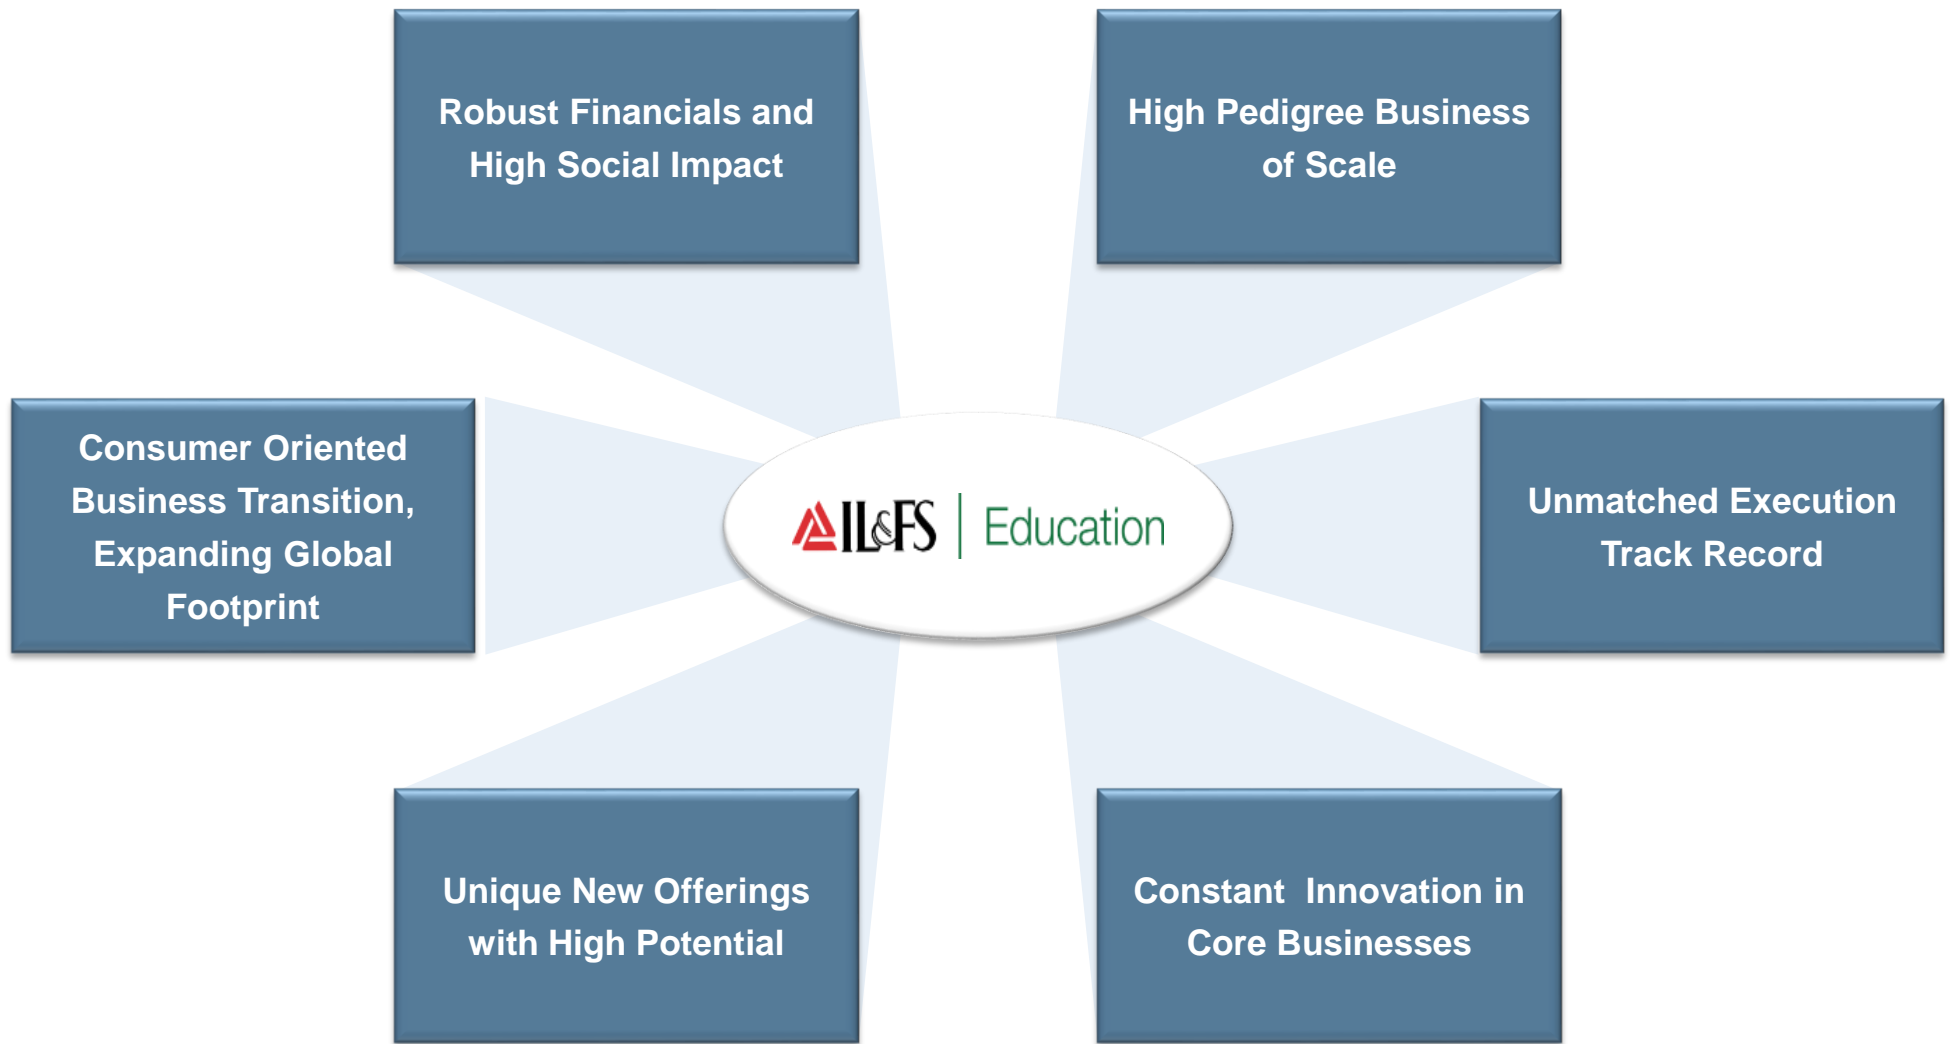 Robust Financials and
High Social Impact
High Pedigree Business
of Scale
Consumer Oriented
Business Transition,
Expanding Global
Footprint
IL&FS | Education
Unmatched Execution
Track Record
Unique New Offerings
with High Potential
Constant  Innovation in
Core Businesses